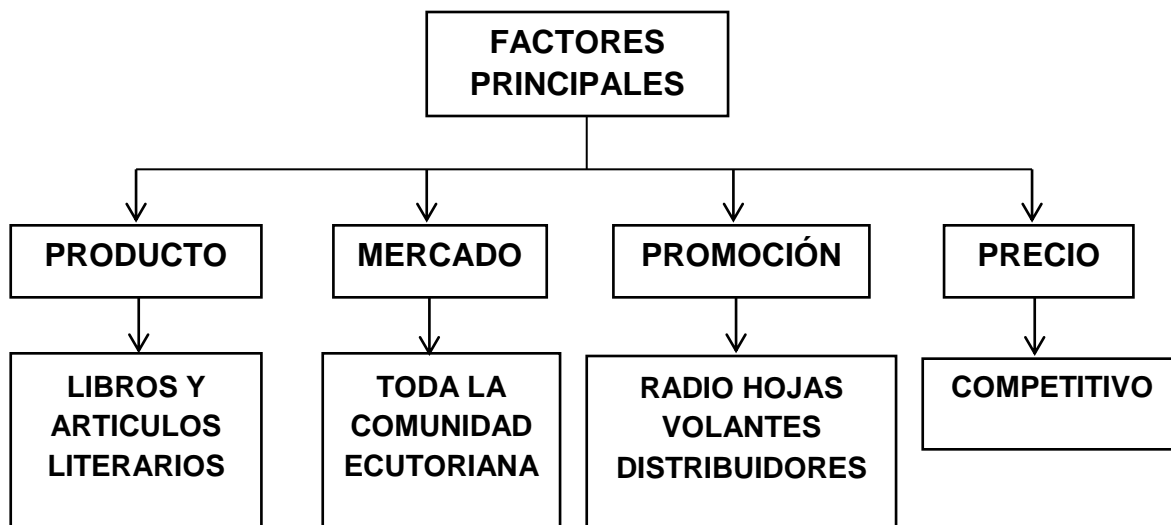 FACTORES
PRINCIPALES
PRODUCTO
MERCADO
PROMOCIÓN
PRECIO
LIBROS Y
ARTICULOS
LITERARIOS
TODA LA
COMUNIDAD
ECUTORIANA
RADIO HOJAS
VOLANTES
DISTRIBUIDORES
COMPETITIVO